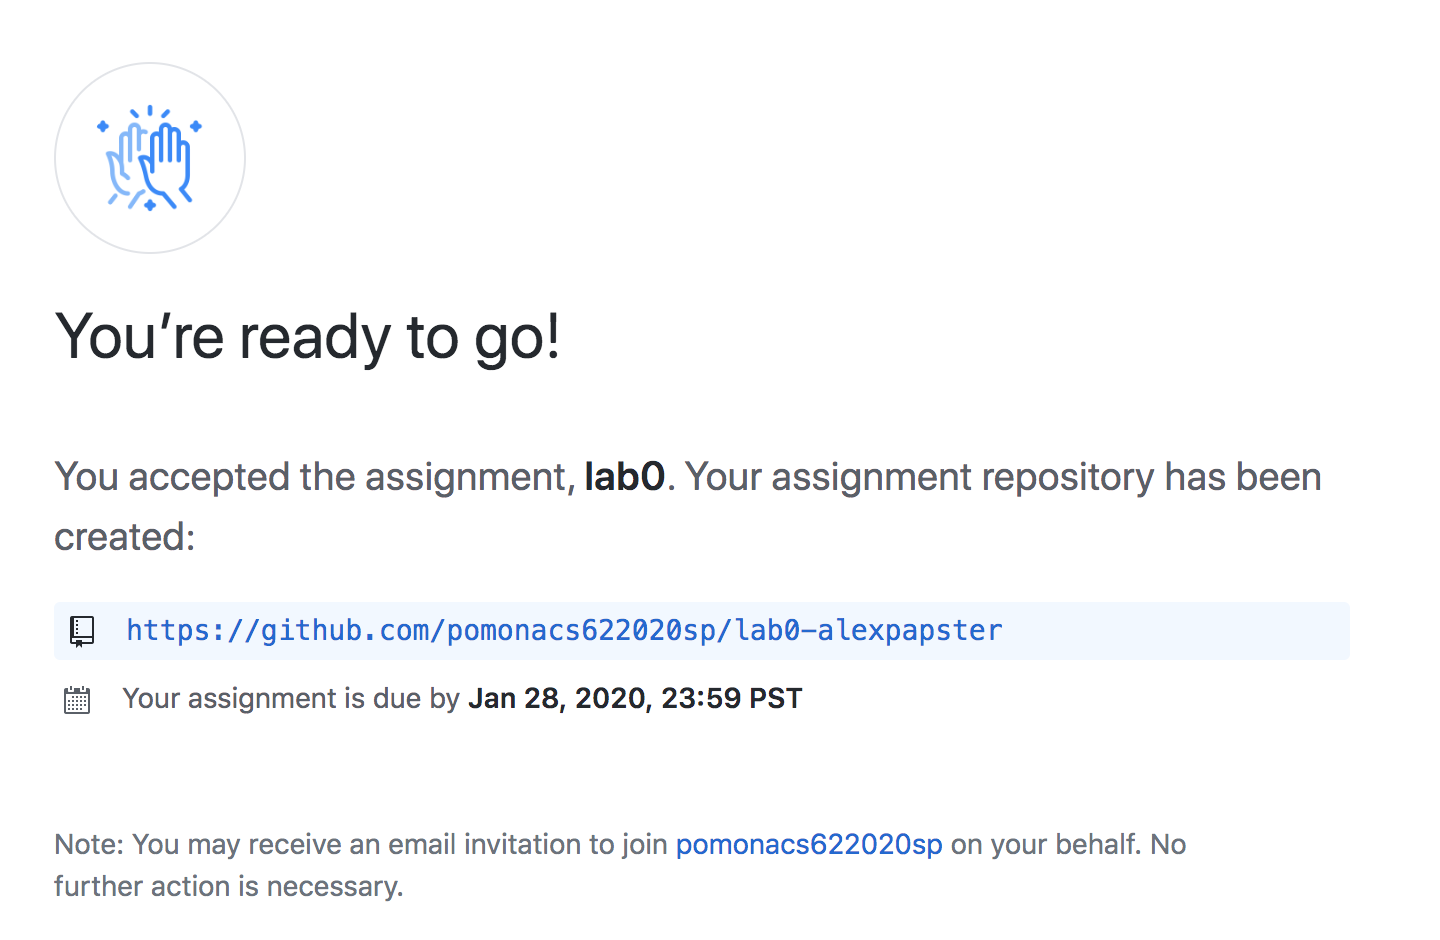 You’re ready to go!
You accepted the assignment, lab0. Your assignment repository has been
created:
https://github.com/pomonacs622020sp/lab0-alexpapster
Your assignment is due by Jan 28, 2020, 23:59 PST
Note: You may receive an email invitation to join pomonacs622020sp on your behalf. No
further action is necessary.